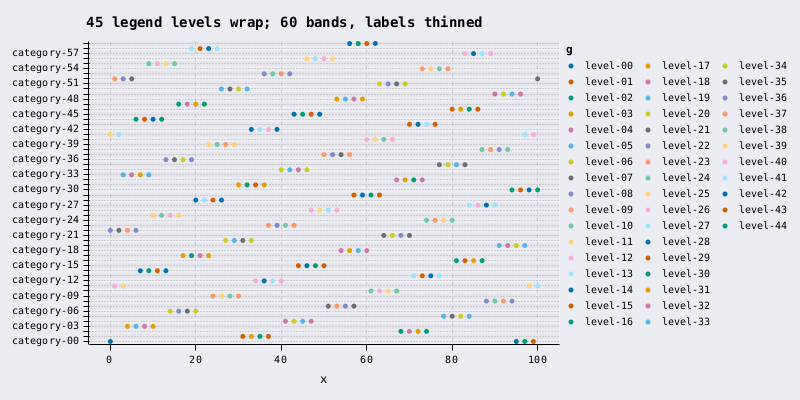 45 legend levels wrap; 60 bands, labels thinned
category-57
category-54
category-51
category-48
category-45
category-42
category-39
category-36
category-33
category-30
category-27
category-24
category-21
category-18
category-15
category-12
category-09
category-06
category-03
category-00
0 20 40 60 80 100
x
g
level-00 level-17 level-34
level-01 level-18 level-35
level-02 level-19 level-36
level-03 level-20 level-37
level-04 level-21 level-38
level-05 level-22 level-39
level-06 level-23 level-40
level-07 level-24 level-41
level-08 level-25 level-42
level-09 level-26 level-43
level-10 level-27 level-44
level-11 level-28
level-12 level-29
level-13 level-30
level-14 level-31
level-15 level-32
level-16 level-33